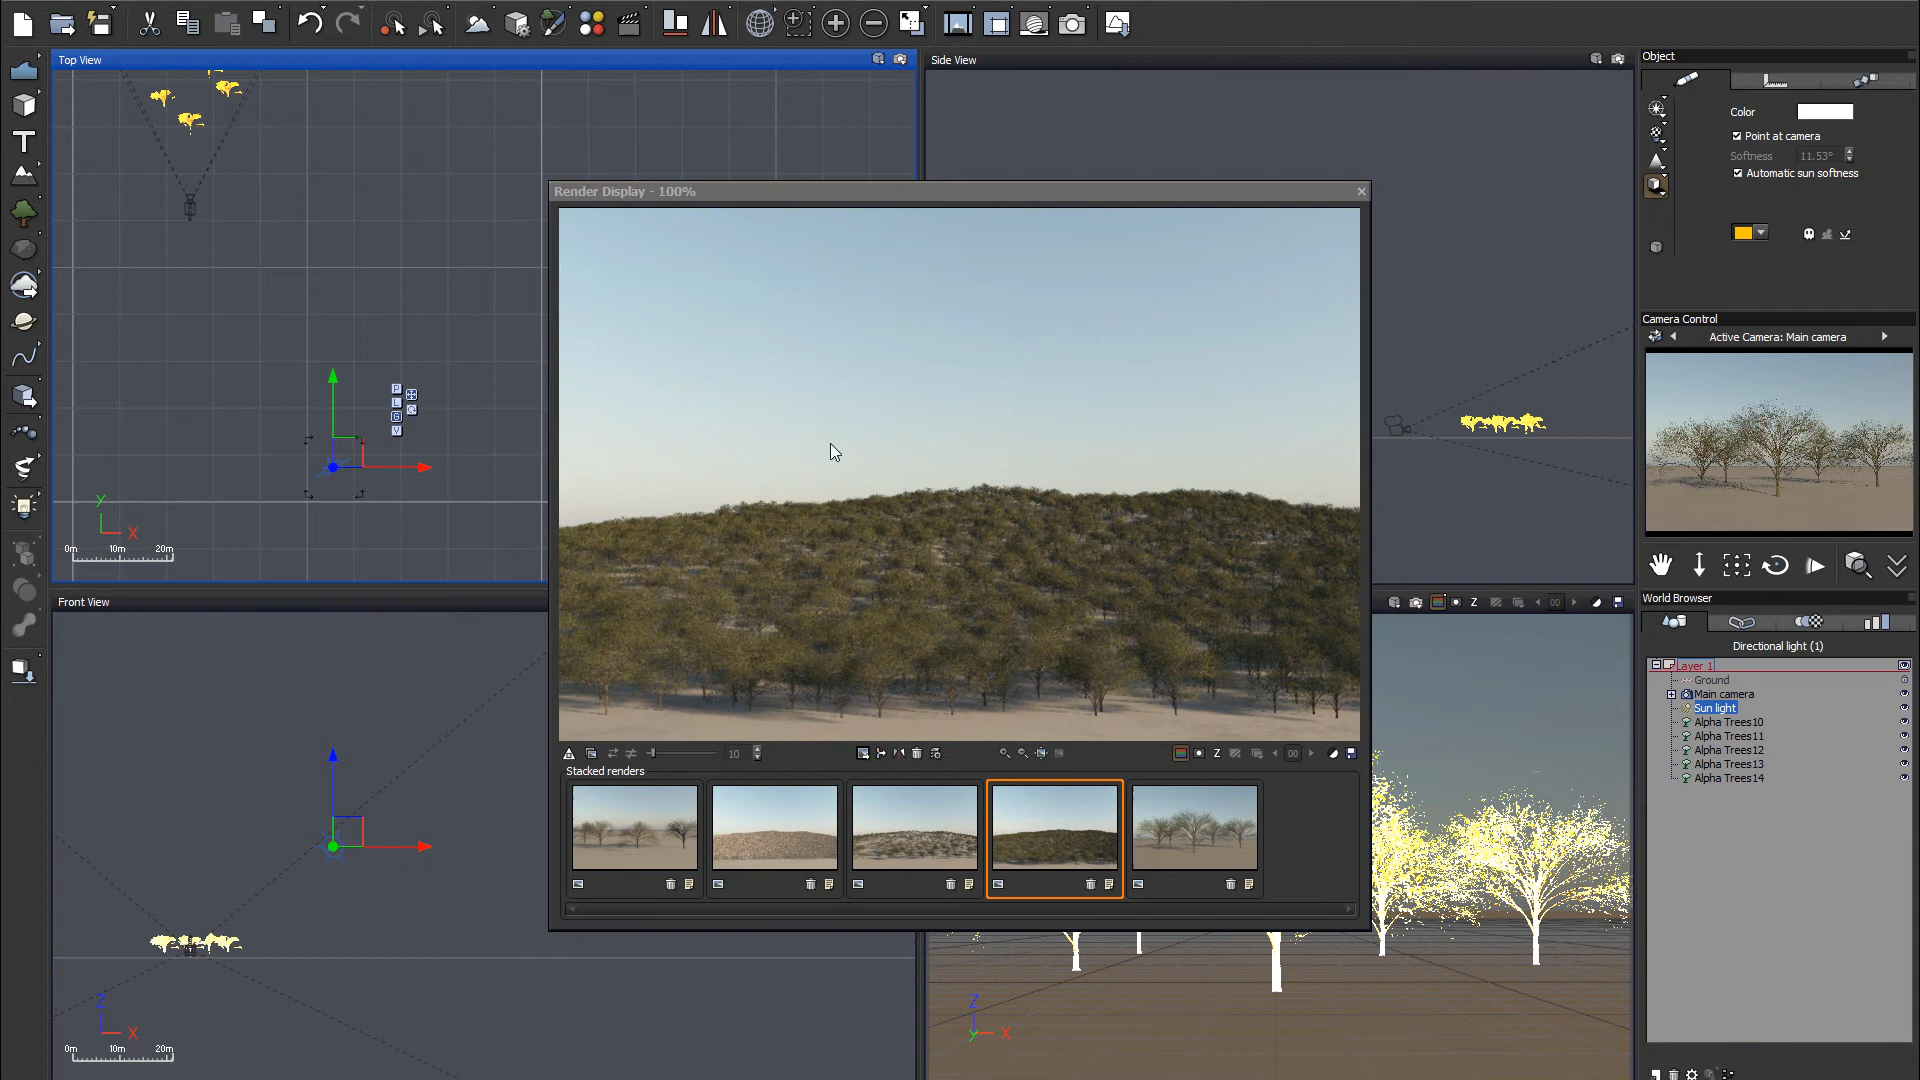 Top View
Side View
Object
Color
Point at camera
Softness 11.53°
Automatic sun softness
Render Display - 100%
Camera Control
Active Camera: Main camera
P
L
G
V
Y
X
0m 10m 20m
Front View
Z 00
World Browser
Directional light (1)
Layer 1
Ground
Main camera
Sun light
Alpha Trees10
Alpha Trees11
Alpha Trees12
Alpha Trees13
Alpha Trees14
10
Z
00
Stacked renders
Z
X
0m 10m 20m
Z
Y
X